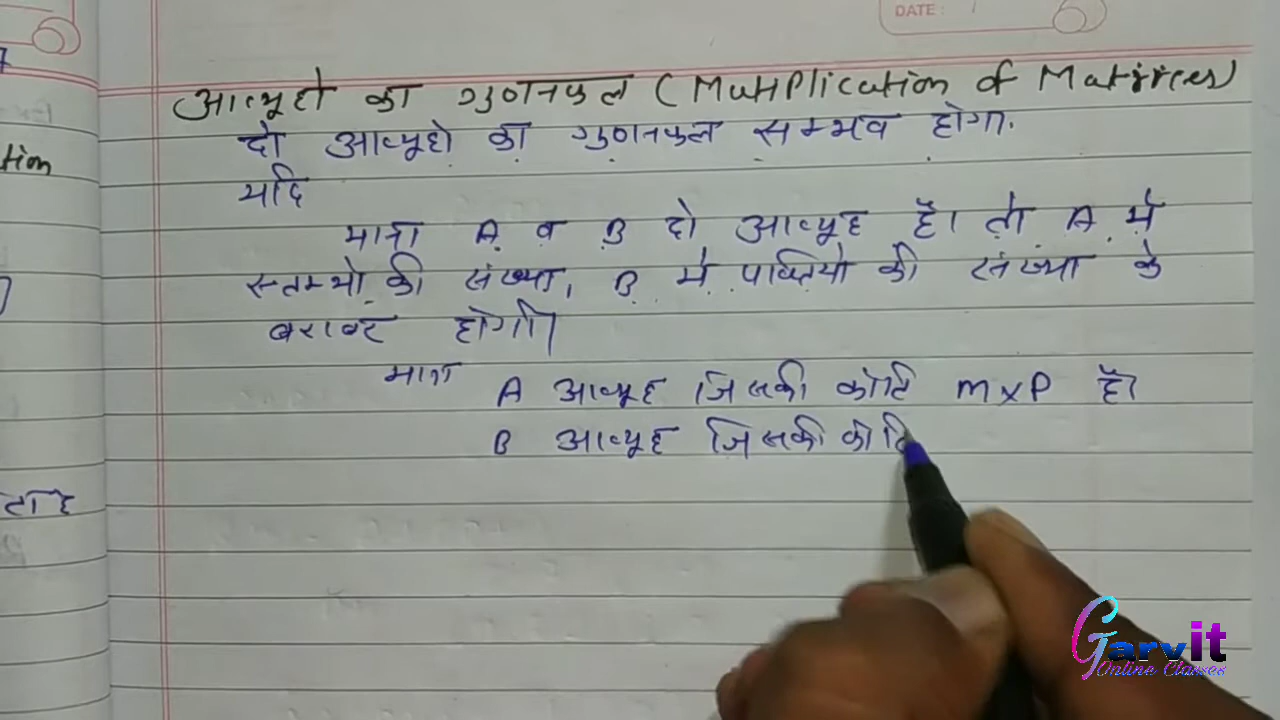 DATE :
tion
आव्यूहो का गुणनफल (Multiplication of Matrices)
दो आव्यूहो का गुणनफल सम्भव होगा.
यदि
माना A व B दो आव्यूह है। तो A में
स्तम्भो की संख्या, B में पंक्तियो की संख्या के
बराबर होगी।
माना A आव्यूह जिसकी कोटि m×p है।
B आव्यूह जिसकी कोटि
ता है
Garvit
Online Classes